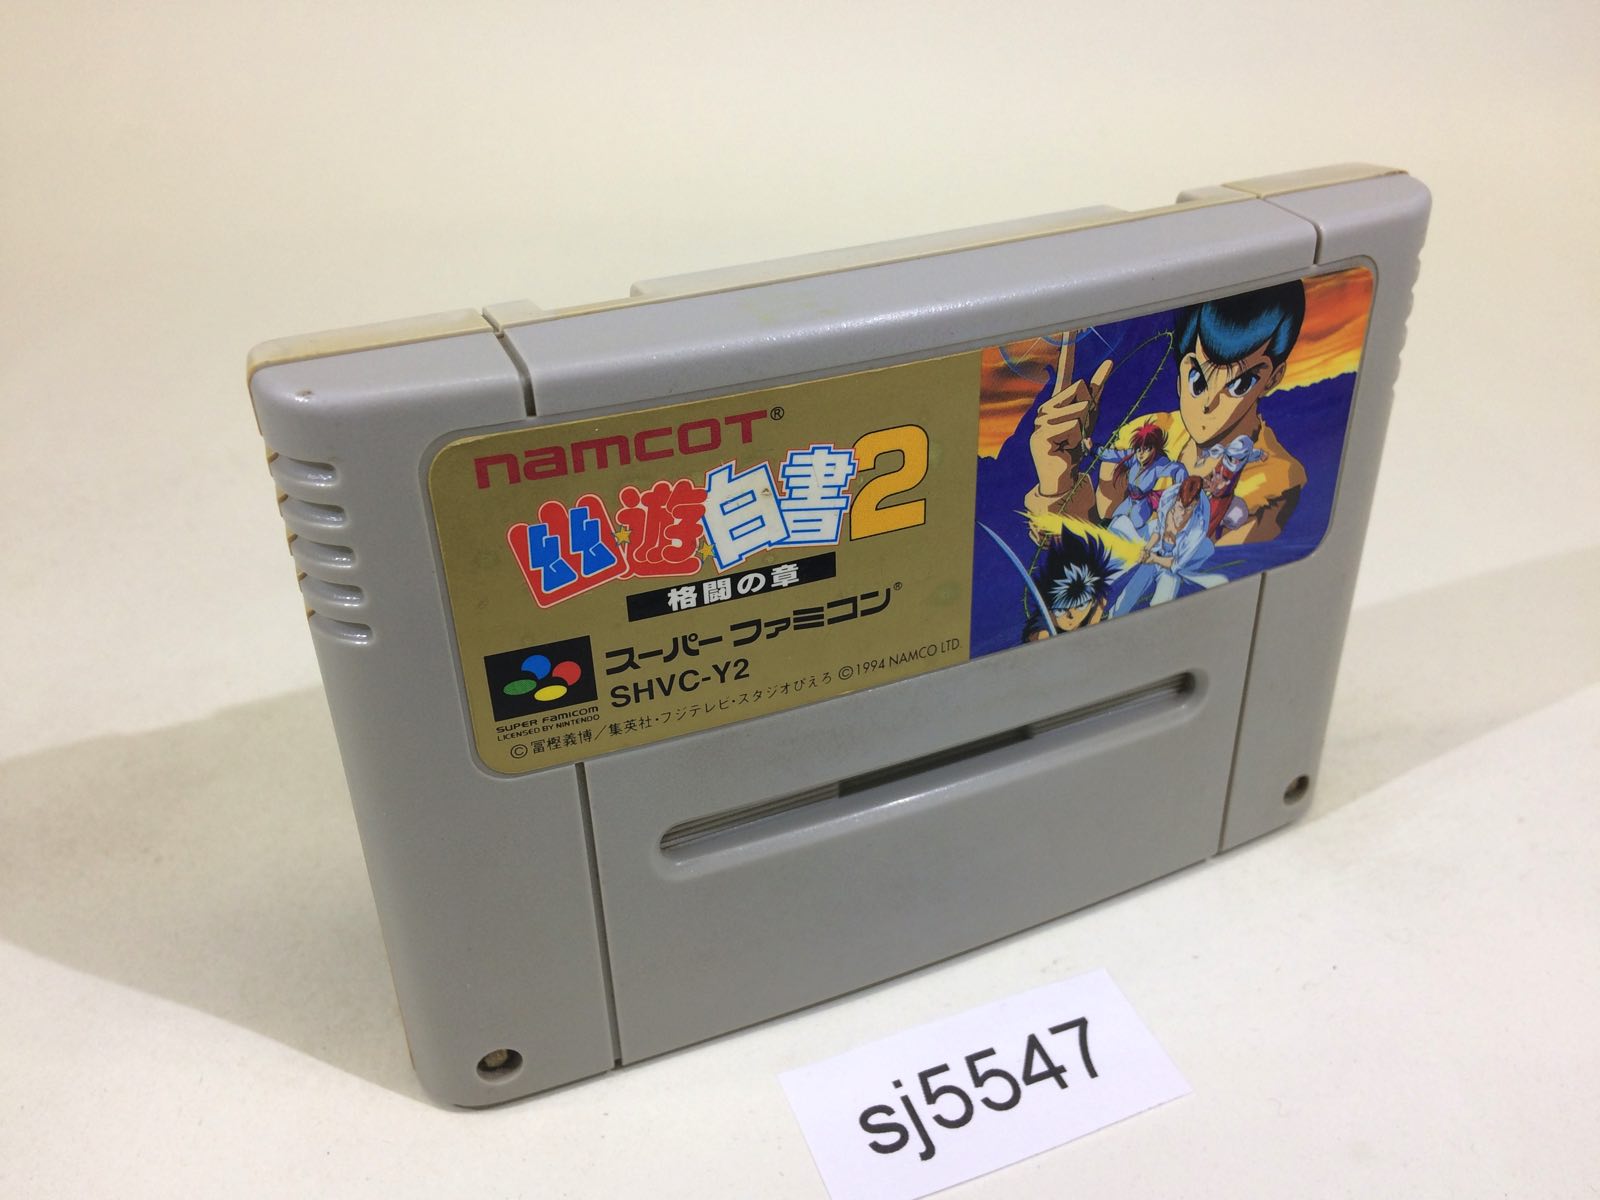 namcot®
幽☆遊☆白書2
格闘の章
スーパーファミコン®
SHVC-Y2
SUPER FAMICOM
LICENSED BY NINTENDO
©冨樫義博/集英社・フジテレビ・スタジオぴえろ ©1994 NAMCO LTD.
sj5547